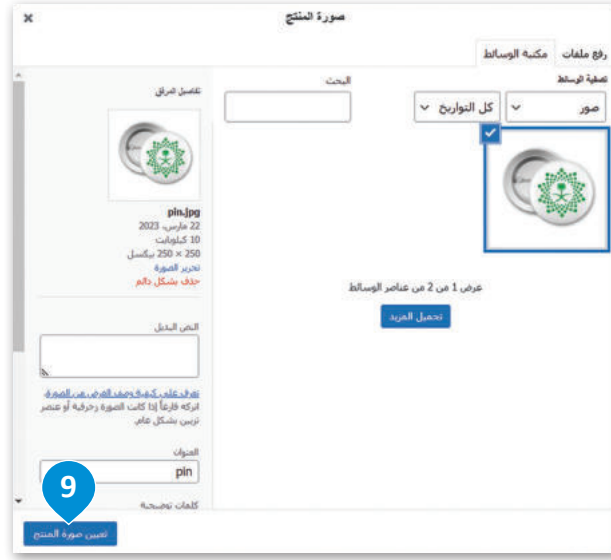 صورة المنتج
رفع ملفات
مكتبة الوسائط
تصفية الوسائط
صور
كل التواريخ
البحث
عرض 1 من 2 من عناصر الوسائط
تحميل المزيد
تفاصيل المرفق
pin.jpg
22 مارس، 2023
10 كيلوبايت
250 × 250 بيكسل
تحرير الصورة
حذف بشكل دائم
النص البديل
تعرف على كيفية وصف الغرض من الصورة.
اتركه فارغاً إذا كانت الصورة زخرفية أو عنصر
تزيين بشكل عام.
العنوان
pin
كلمات توضيحية
9
تعيين صورة المنتج